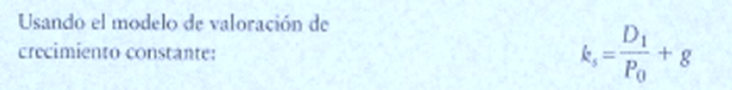 Usando el modelo de valoración de
crecimiento constante:
k_s = D_1 / P_0 + g